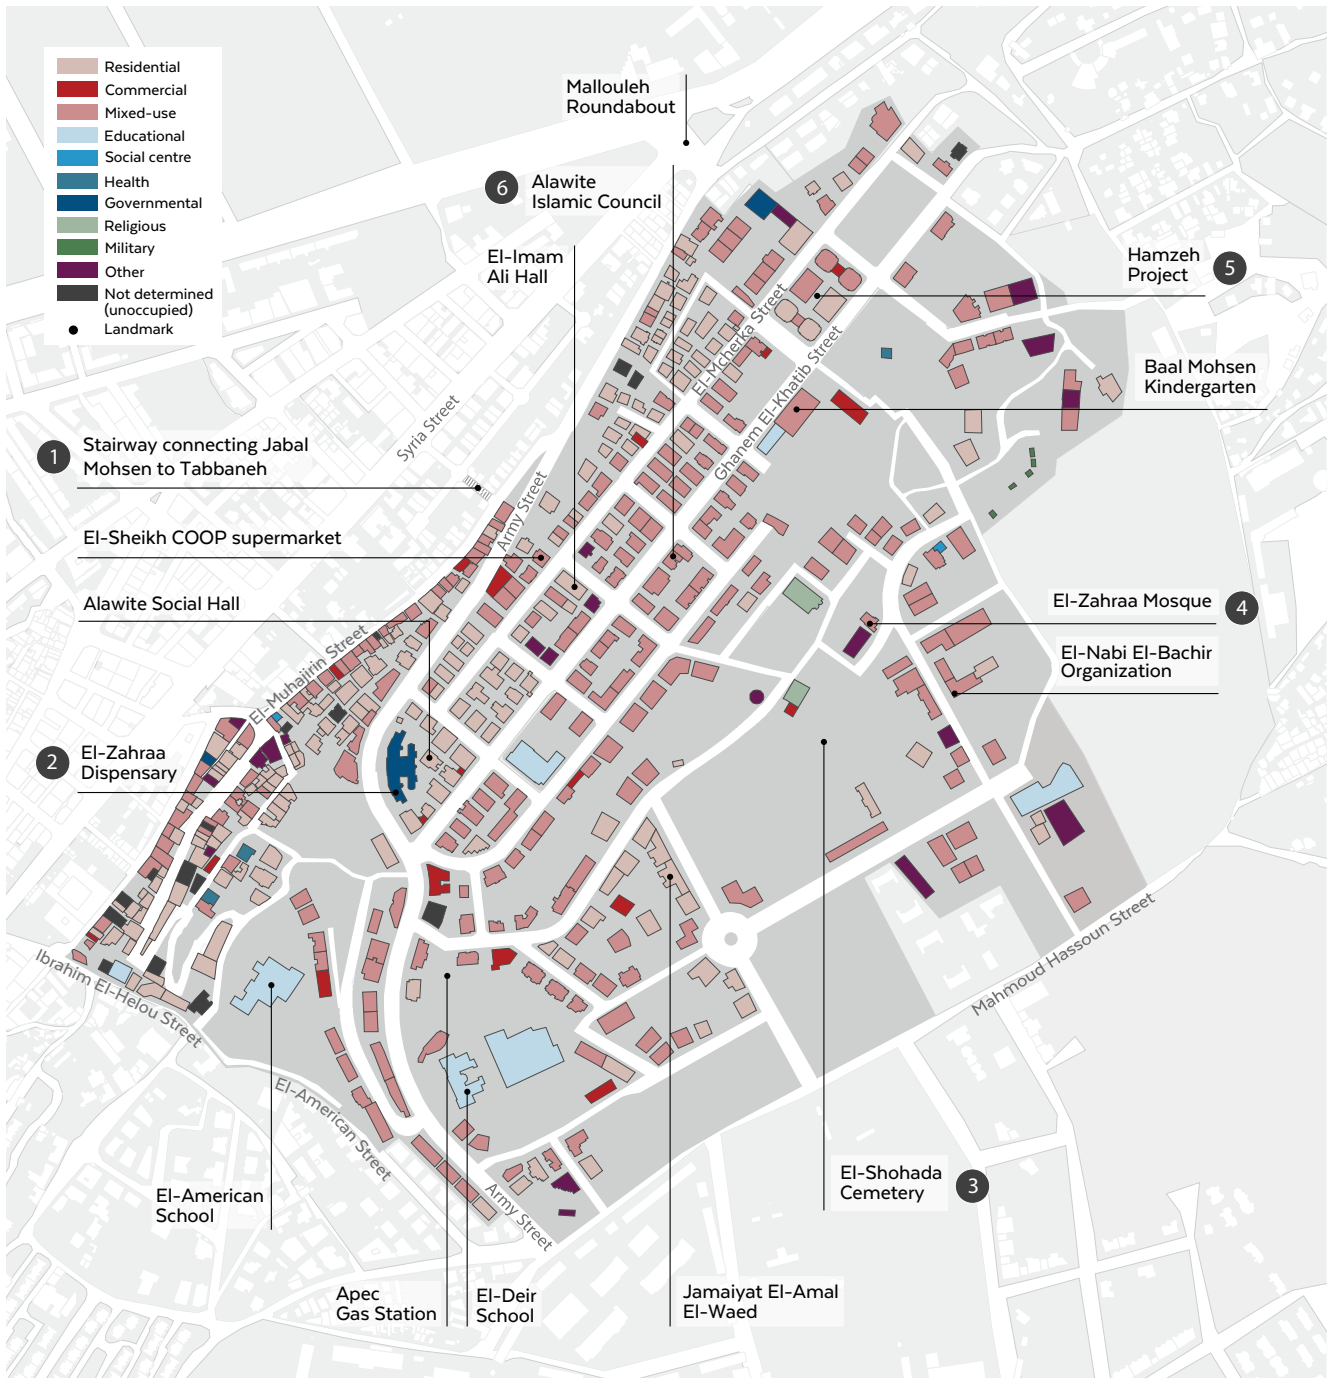 Residential
Commercial
Mixed-use
Educational
Social centre
Health
Governmental
Religious
Military
Other
Not determined
(unoccupied)
Landmark
Mallouleh
Roundabout
6
Alawite
Islamic Council
El-Imam
Ali Hall
Hamzeh
Project
5
Baal Mohsen
Kindergarten
El-Mcherka Street
Ghanem El-Khatib Street
Syria Street
Army Street
1
Stairway connecting Jabal
Mohsen to Tabbaneh
El-Sheikh COOP supermarket
Alawite Social Hall
El-Zahraa Mosque
4
El-Nabi El-Bachir
Organization
El-Muhajirin Street
2
El-Zahraa
Dispensary
Ibrahim El-Helou Street
Mahmoud Hassoun Street
El-American Street
Army Street
El-American
School
El-Shohada
Cemetery
3
Apec
Gas Station
El-Deir
School
Jamaiyat El-Amal
El-Waed